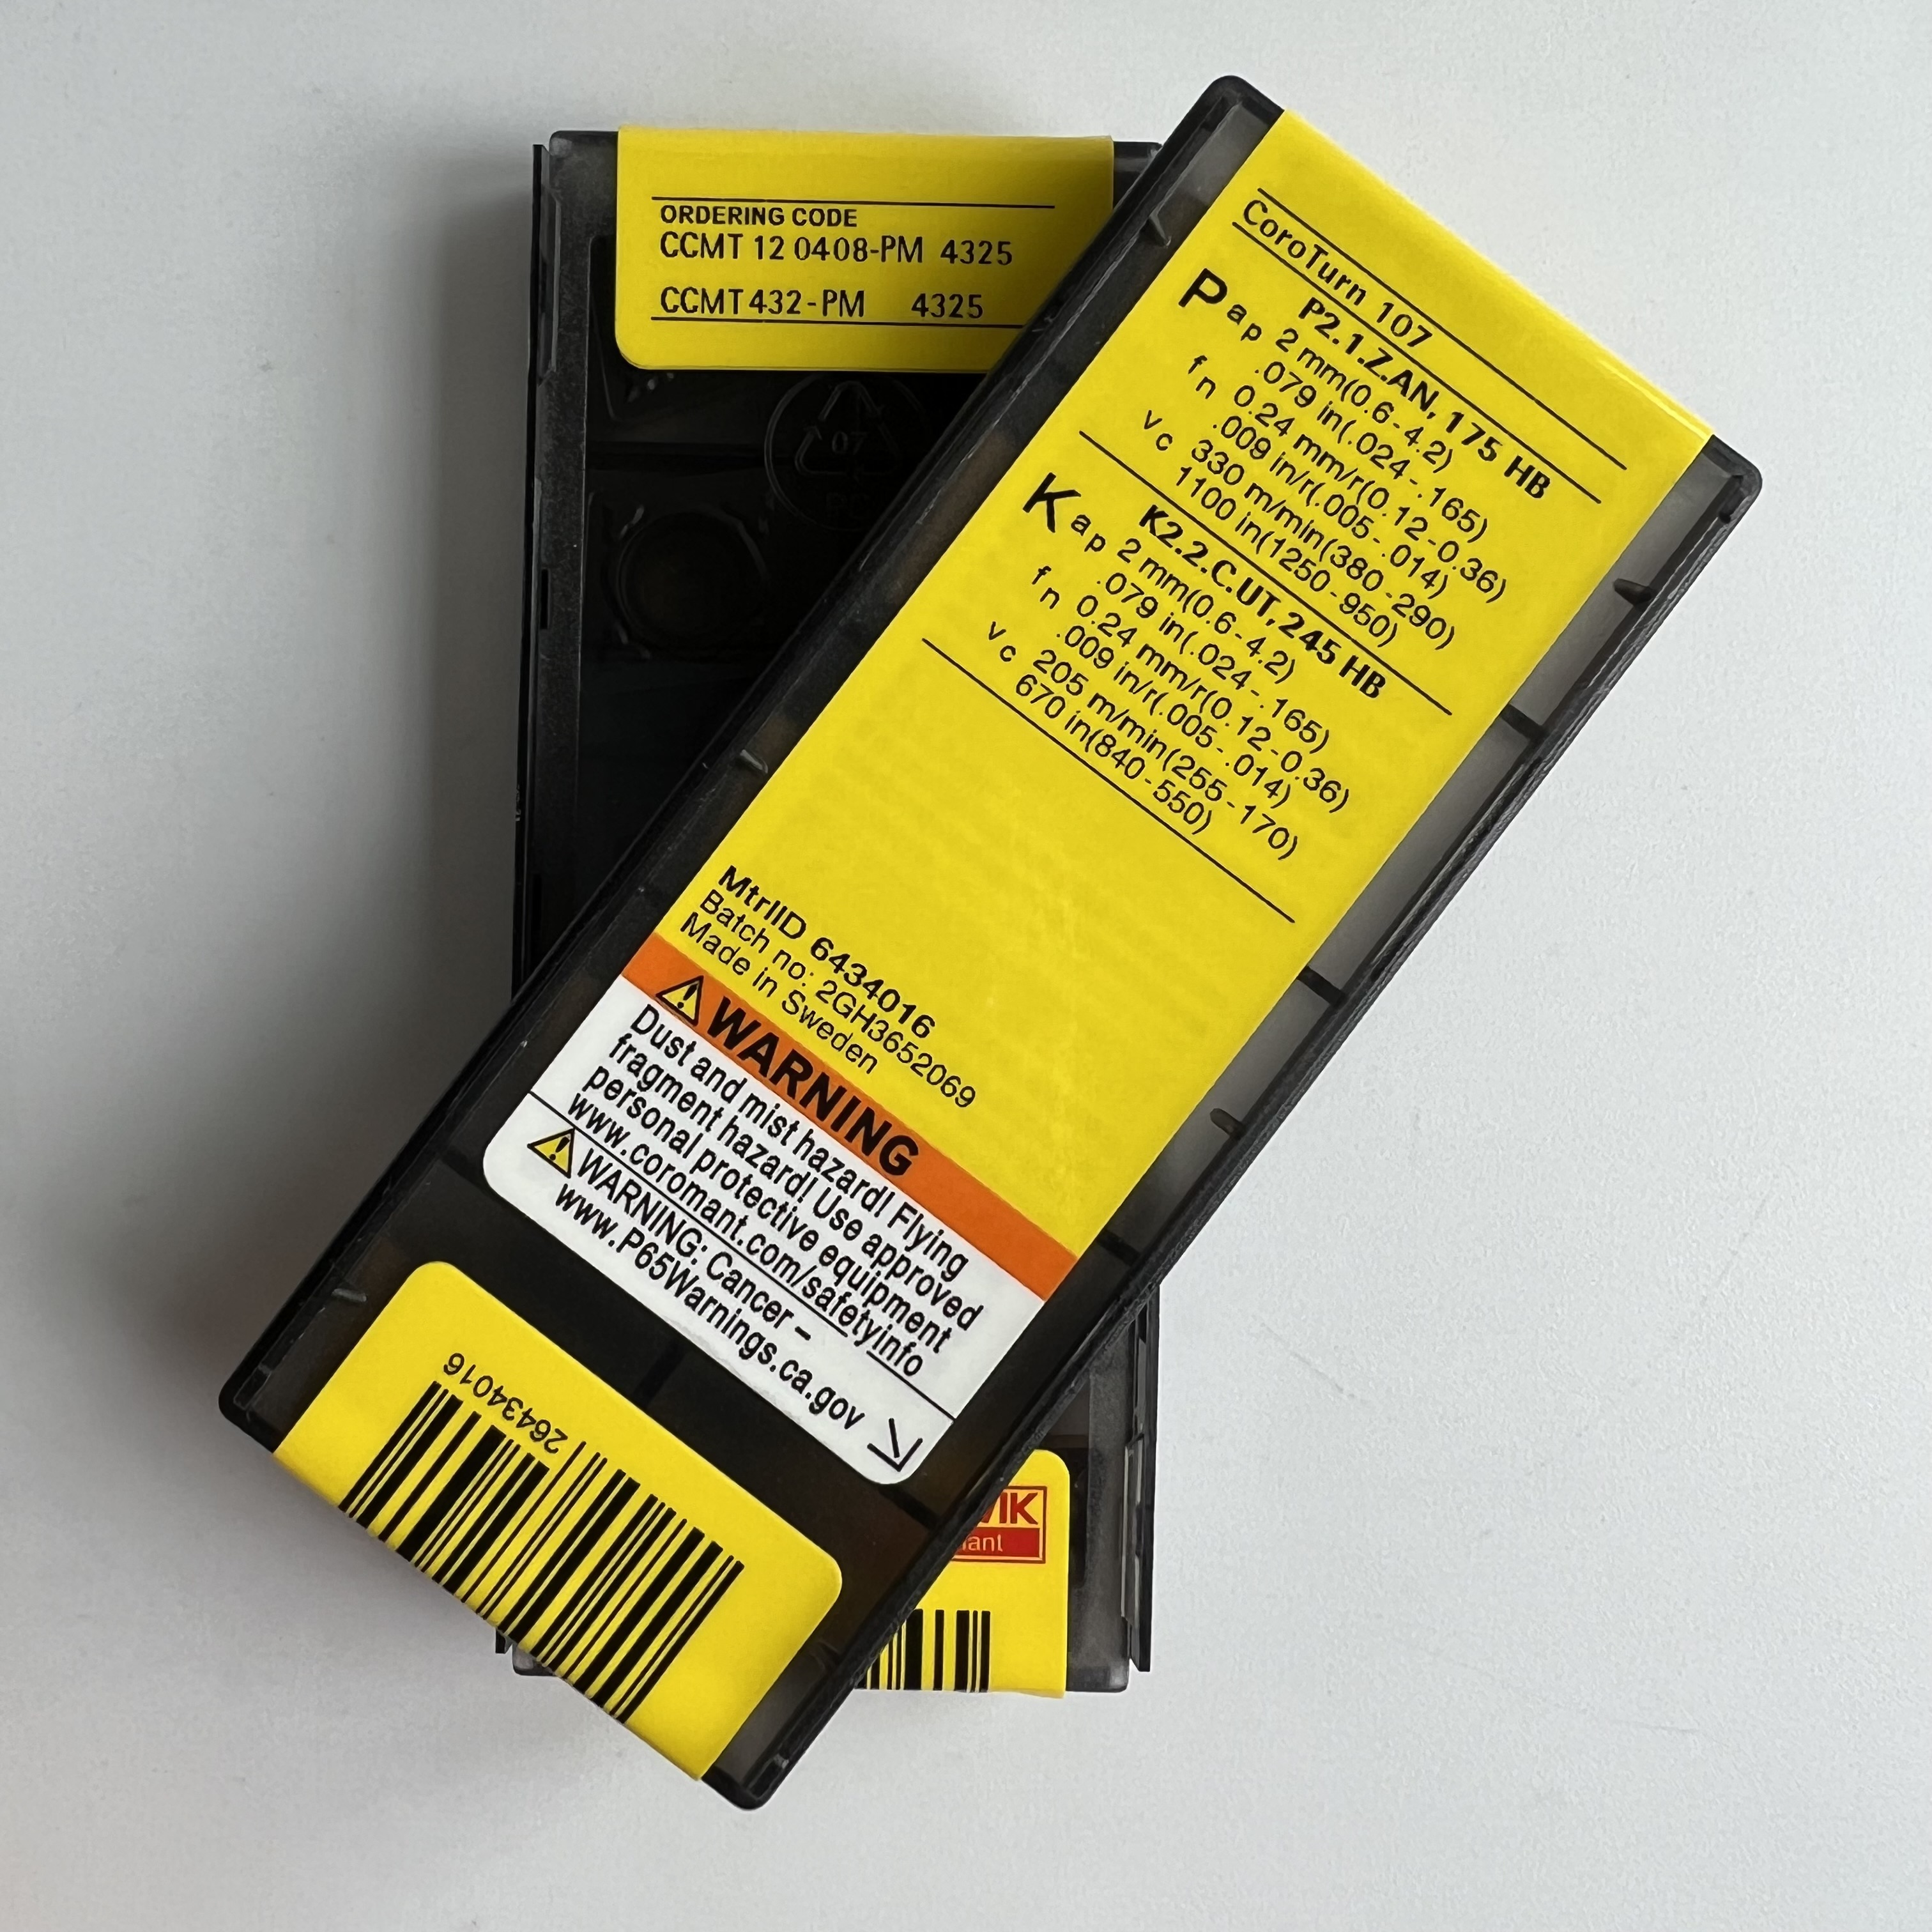 ORDERING CODE
CCMT 12 0408-PM 4325
CCMT 432-PM 4325
07
CoroTurn 107
P P2.1.Z.AN, 175 HB
ap 2 mm(0.6-4.2)
.079 in(.024-.165)
fn 0.24 mm/r(0.12-0.36)
.009 in/r(.005-.014)
vc 330 m/min(380-290)
1100 in(1250-950)
K K2.2.C.UT, 245 HB
ap 2 mm(0.6-4.2)
.079 in(.024-.165)
fn 0.24 mm/r(0.12-0.36)
.009 in/r(.005-.014)
vc 205 m/min(255-170)
670 in(840-550)
MtrlID 6434016
Batch no: 2GH3652069
Made in Sweden
WARNING
Dust and mist hazard! Flying
fragment hazard! Use approved
personal protective equipment
www.coromant.com/safetyinfo
WARNING: Cancer –
www.P65Warnings.ca.gov
26434016